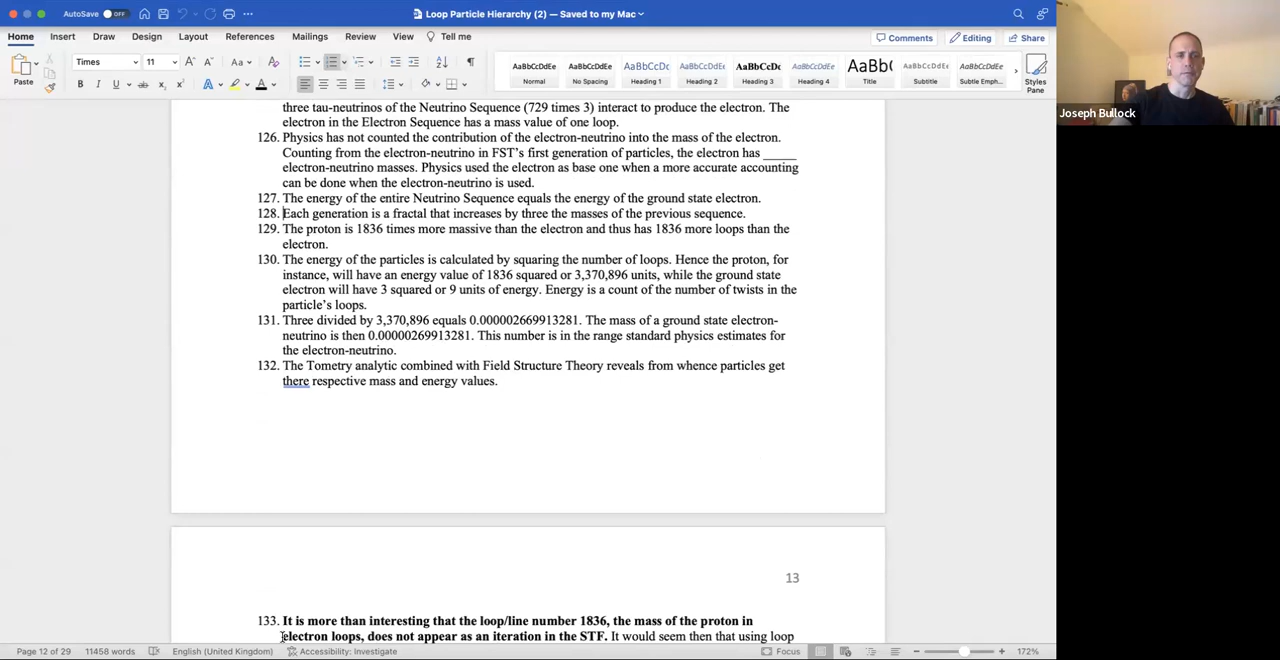 AutoSave OFF Loop Particle Hierarchy (2) — Saved to my Mac
Home Insert Draw Design Layout References Mailings Review View Tell me Comments Editing Share
Paste Times 11 Aa AaBbCcDdEe AaBbCcDdEe AaBbCcDc AaBbCcDdEe AaBbCcDc AaBbCcDdEe AaBb( AaBbCcDdEe AaBbCcDdEe
B I U ab x x A A Normal No Spacing Heading 1 Heading 2 Heading 3 Heading 4 Title Subtitle Subtle Emph... Styles Pane
Joseph Bullock
three tau-neutrinos of the Neutrino Sequence (729 times 3) interact to produce the electron. The
electron in the Electron Sequence has a mass value of one loop.
126. Physics has not counted the contribution of the electron-neutrino into the mass of the electron.
Counting from the electron-neutrino in FST's first generation of particles, the electron has _____
electron-neutrino masses. Physics used the electron as base one when a more accurate accounting
can be done when the electron-neutrino is used.
127. The energy of the entire Neutrino Sequence equals the energy of the ground state electron.
128. Each generation is a fractal that increases by three the masses of the previous sequence.
129. The proton is 1836 times more massive than the electron and thus has 1836 more loops than the
electron.
130. The energy of the particles is calculated by squaring the number of loops. Hence the proton, for
instance, will have an energy value of 1836 squared or 3,370,896 units, while the ground state
electron will have 3 squared or 9 units of energy. Energy is a count of the number of twists in the
particle's loops.
131. Three divided by 3,370,896 equals 0.000002669913281. The mass of a ground state electron-
neutrino is then 0.00000269913281. This number is in the range standard physics estimates for
the electron-neutrino.
132. The Tometry analytic combined with Field Structure Theory reveals from whence particles get
there respective mass and energy values.
13
133. It is more than interesting that the loop/line number 1836, the mass of the proton in
electron loops, does not appear as an iteration in the STF. It would seem then that using loop
Page 12 of 29 11458 words English (United Kingdom) Accessibility: Investigate Focus 172%